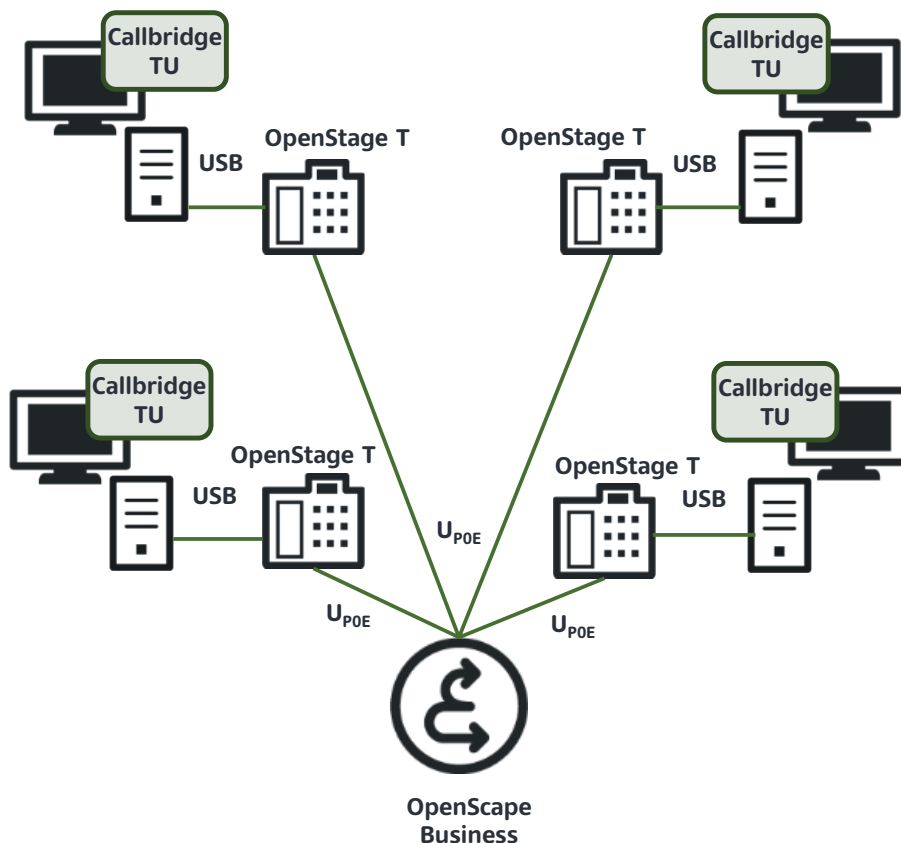 Callbridge
TU
Callbridge
TU
OpenStage T
OpenStage T
USB
USB
Callbridge
TU
Callbridge
TU
OpenStage T
OpenStage T
USB
USB
UP0E
UP0E
UP0E
OpenScape
Business